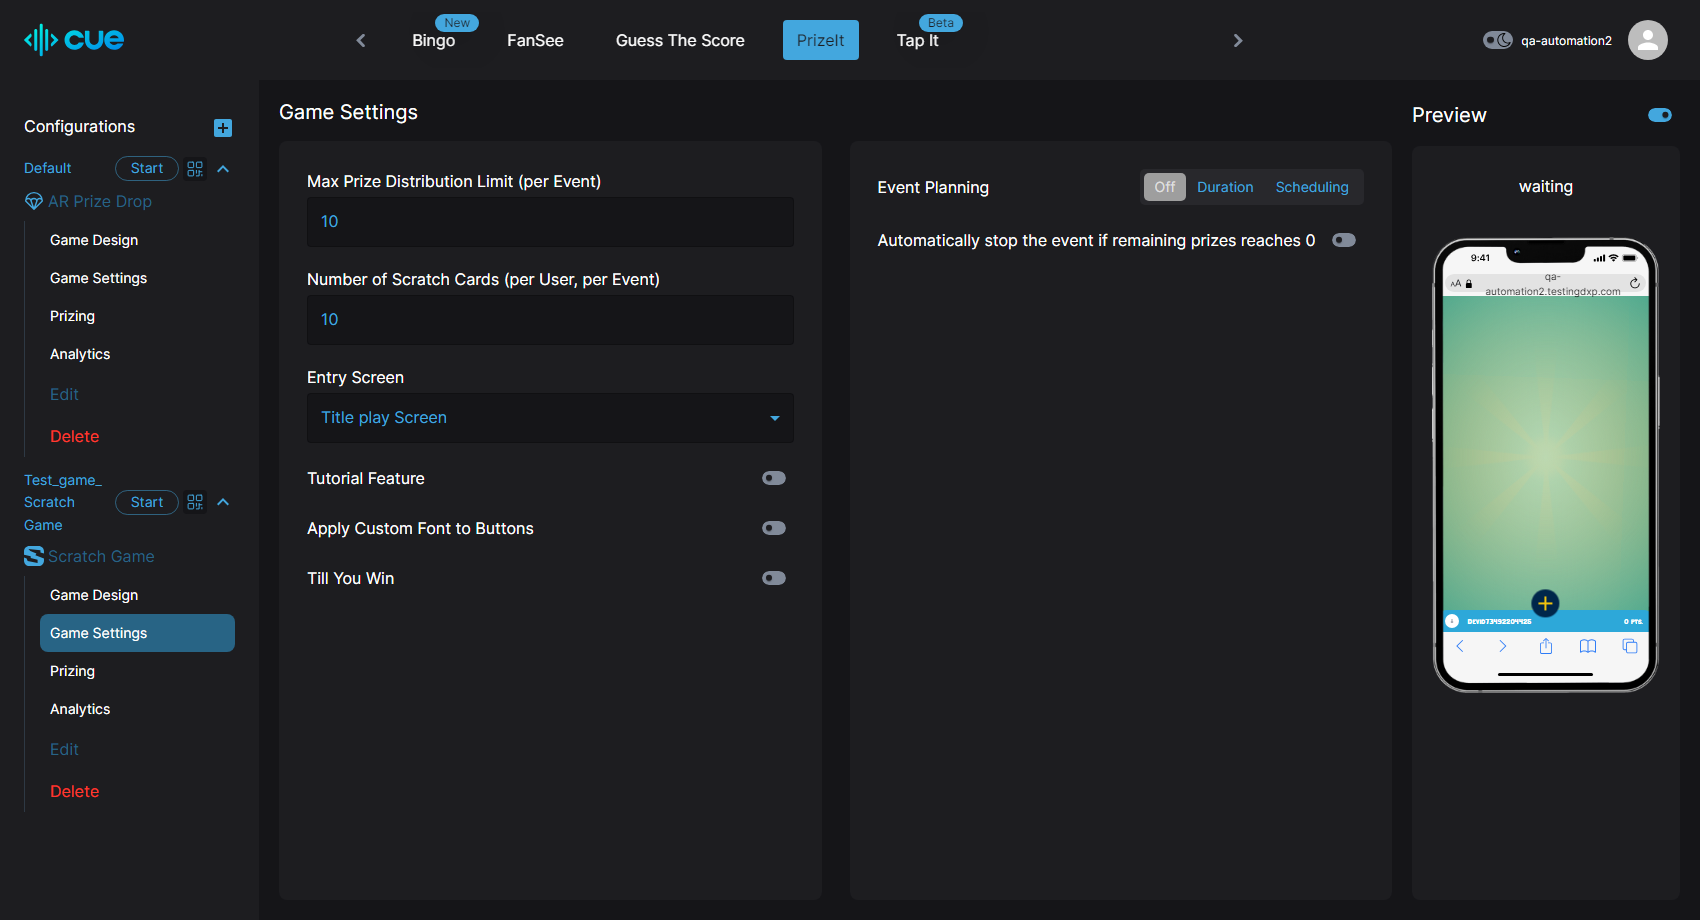 cue
New
Bingo
FanSee
Guess The Score
PrizeIt
Beta
Tap It
qa-automation2
Configurations
Default
Start
AR Prize Drop
Game Design
Game Settings
Prizing
Analytics
Edit
Delete
Test_game_
Scratch
Game
Start
Scratch Game
Game Design
Game Settings
Prizing
Analytics
Edit
Delete
Game Settings
Max Prize Distribution Limit (per Event)
10
Number of Scratch Cards (per User, per Event)
10
Entry Screen
Title play Screen
Tutorial Feature
Apply Custom Font to Buttons
Till You Win
Event Planning
Off
Duration
Scheduling
Automatically stop the event if remaining prizes reaches 0
Preview
waiting
9:41
AA
qa-
automation2.testingdxp.com
0 PTS.